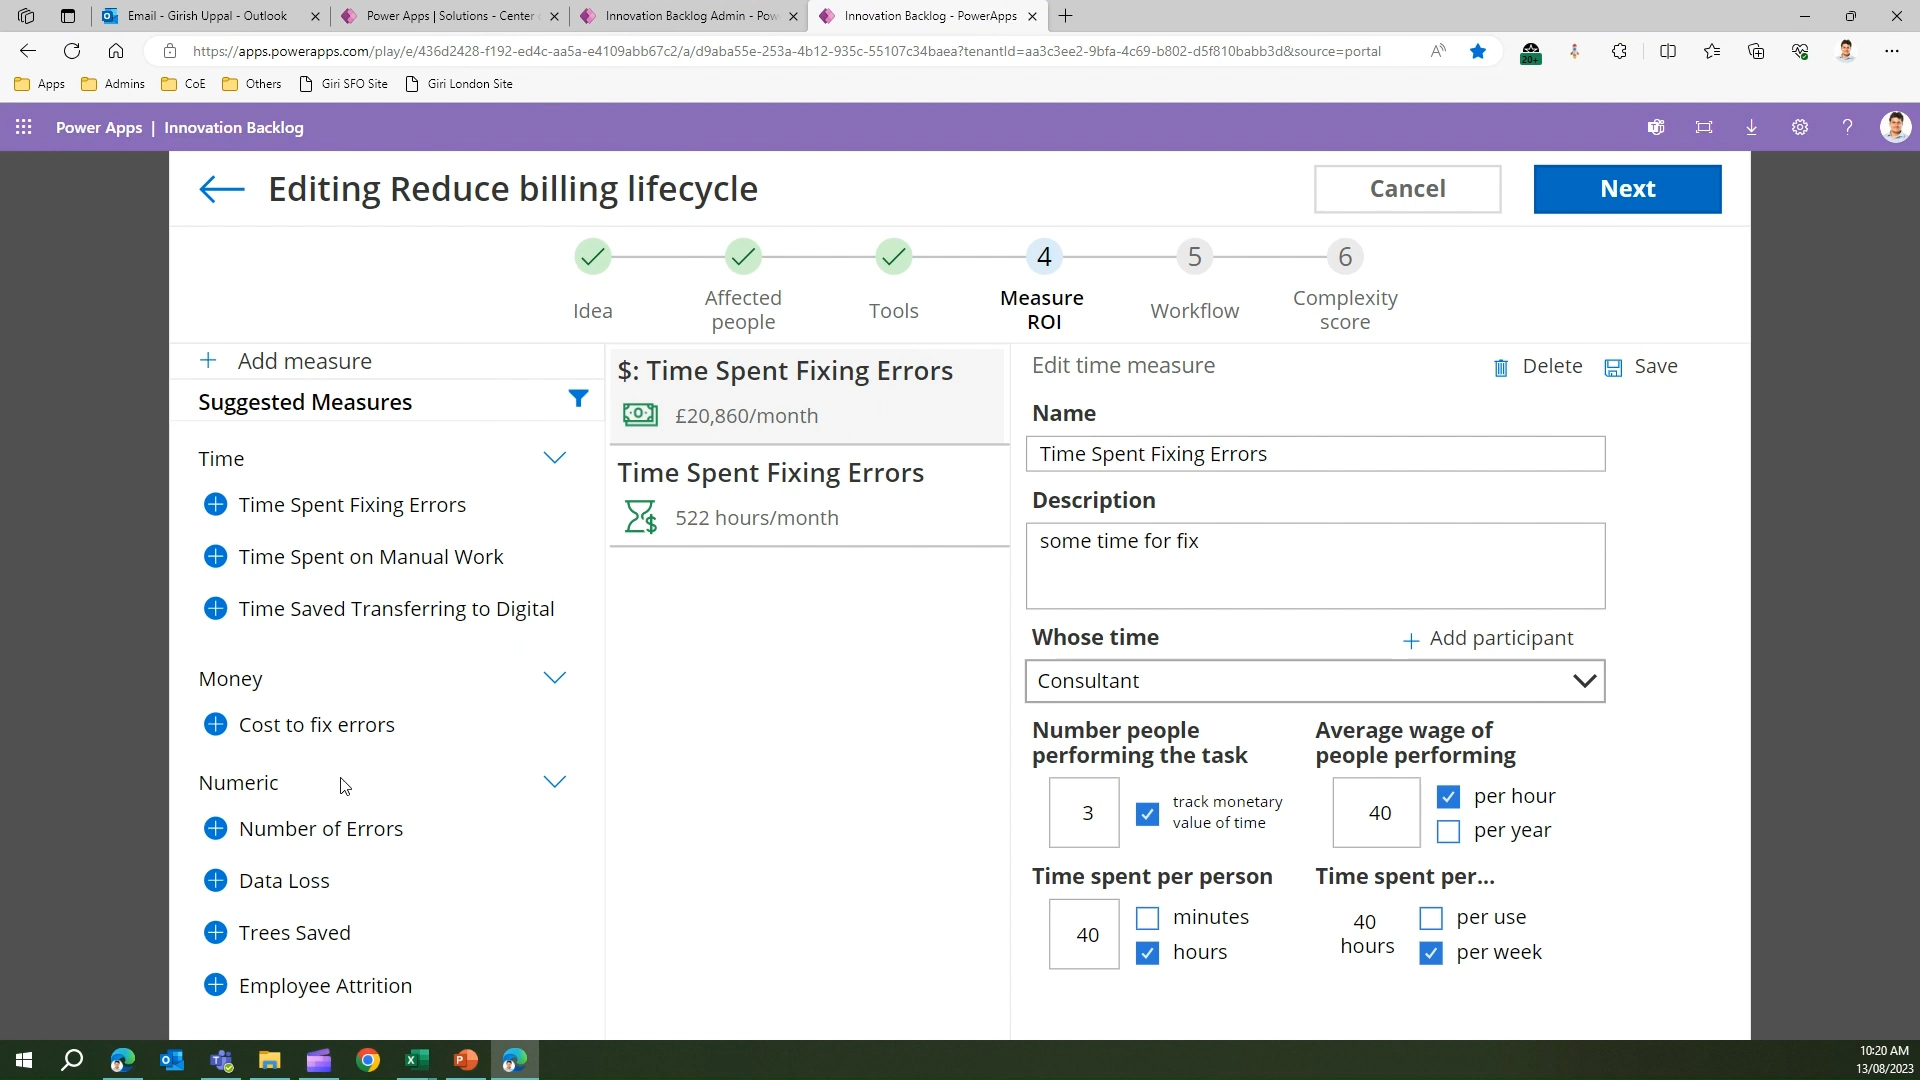 Email - Girish Uppal - Outlook
Power Apps | Solutions - Center
Innovation Backlog Admin - Pow
Innovation Backlog - PowerApps
https://apps.powerapps.com/play/e/436d2428-f192-ed4c-aa5a-e4109abb67c2/a/d9aba55e-253a-4b12-935c-55107c34baea?tenantId=aa3c3ee2-9bfa-4c69-b802-d5f810babb3d&source=portal
20+
Apps
Admins
CoE
Others
Giri SFO Site
Giri London Site
Power Apps | Innovation Backlog
Editing Reduce billing lifecycle
Cancel
Next
4
5
6
Idea
Affected people
Tools
Measure ROI
Workflow
Complexity score
Add measure
Suggested Measures
Time
Time Spent Fixing Errors
Time Spent on Manual Work
Time Saved Transferring to Digital
Money
Cost to fix errors
Numeric
Number of Errors
Data Loss
Trees Saved
Employee Attrition
$: Time Spent Fixing Errors
£20,860/month
Time Spent Fixing Errors
522 hours/month
Edit time measure
Delete
Save
Name
Time Spent Fixing Errors
Description
some time for fix
Whose time
Add participant
Consultant
Number people
performing the task
Average wage of
people performing
3
track monetary
value of time
40
per hour
per year
Time spent per person
Time spent per...
40
minutes
hours
40
hours
per use
per week
10:20 AM
13/08/2023